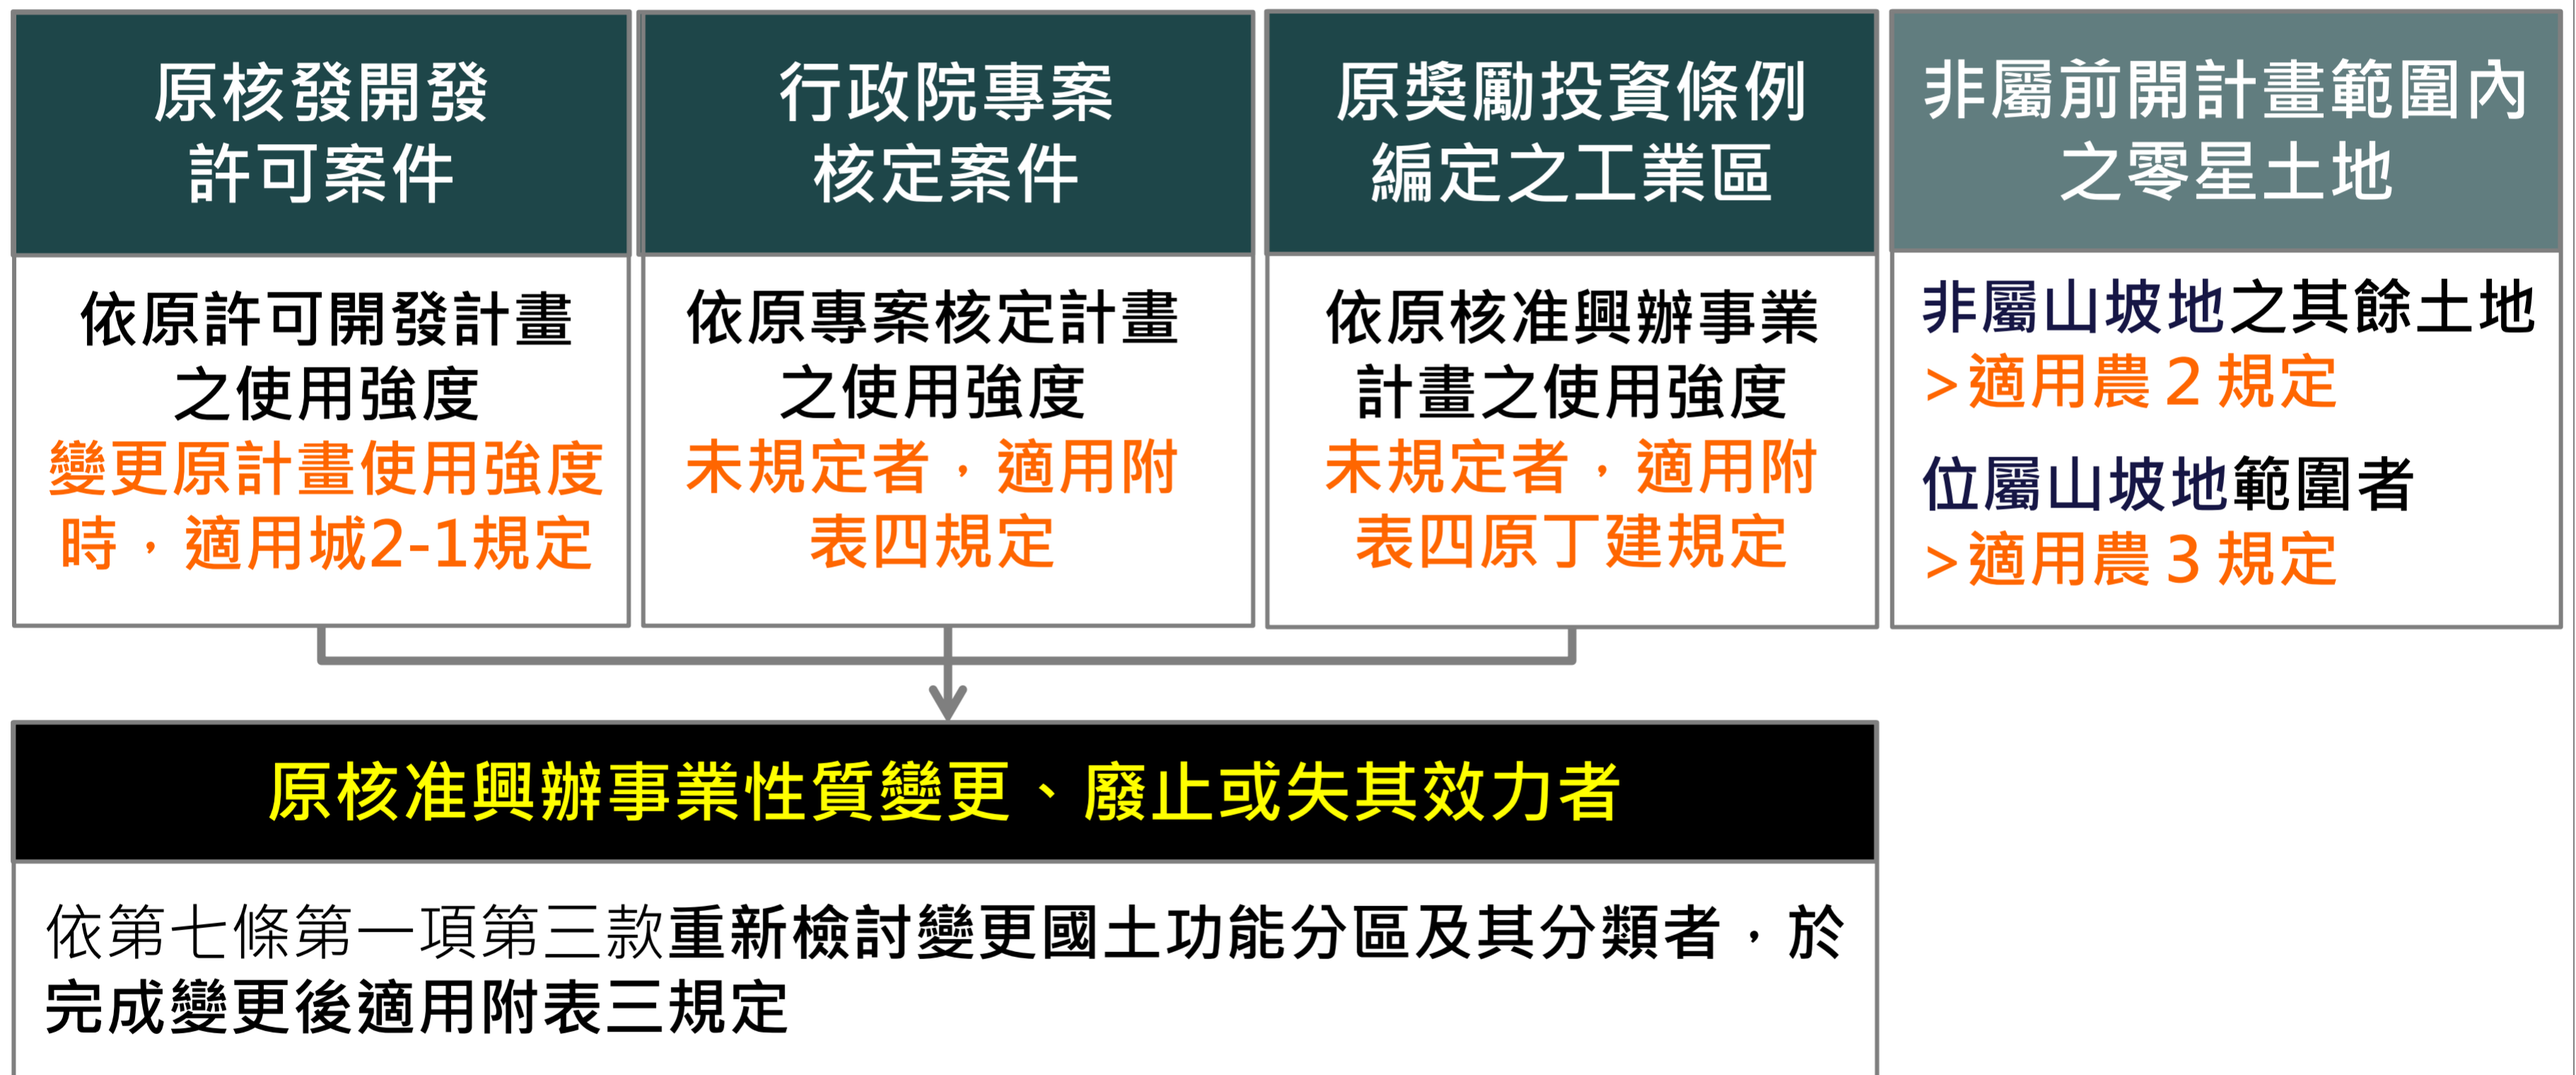 原核發開發
許可案件
依原許可開發計畫
之使用強度
變更原計畫使用強度
時，適用城2-1規定
行政院專案
核定案件
依原專案核定計畫
之使用強度
未規定者，適用附
表四規定
原獎勵投資條例
編定之工業區
依原核准興辦事業
計畫之使用強度
未規定者，適用附
表四原丁建規定
非屬前開計畫範圍內
之零星土地
非屬山坡地之其餘土地
>適用農2規定
位屬山坡地範圍者
>適用農3規定
原核准興辦事業性質變更、廢止或失其效力者
依第七條第一項第三款重新檢討變更國土功能分區及其分類者，於
完成變更後適用附表三規定